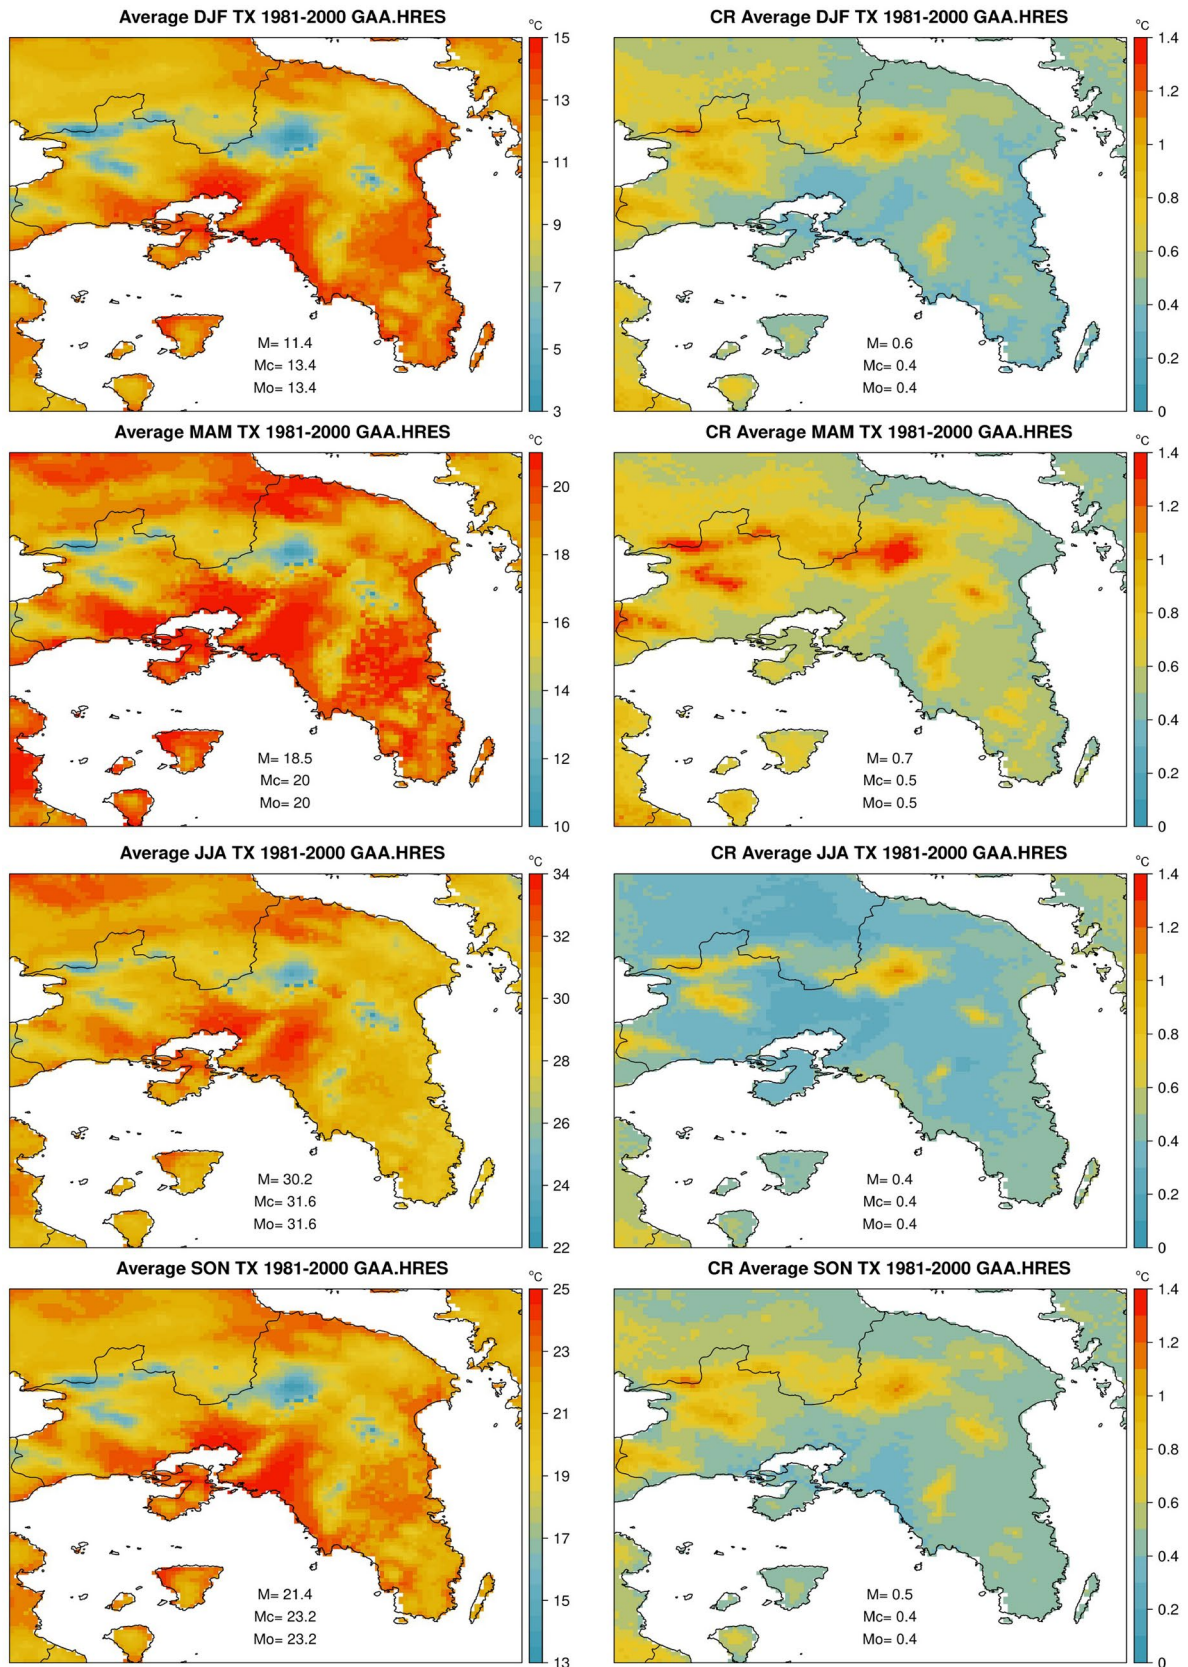 Average DJF TX 1981-2000 GAA.HRES
°C
15
13
11
9
7
5
3
M= 11.4
Mc= 13.4
Mo= 13.4
CR Average DJF TX 1981-2000 GAA.HRES
°C
1.4
1.2
1
0.8
0.6
0.4
0.2
0
M= 0.6
Mc= 0.4
Mo= 0.4
Average MAM TX 1981-2000 GAA.HRES
°C
20
18
16
14
12
10
M= 18.5
Mc= 20
Mo= 20
CR Average MAM TX 1981-2000 GAA.HRES
°C
1.4
1.2
1
0.8
0.6
0.4
0.2
0
M= 0.7
Mc= 0.5
Mo= 0.5
Average JJA TX 1981-2000 GAA.HRES
°C
34
32
30
28
26
24
22
M= 30.2
Mc= 31.6
Mo= 31.6
CR Average JJA TX 1981-2000 GAA.HRES
°C
1.4
1.2
1
0.8
0.6
0.4
0.2
0
M= 0.4
Mc= 0.4
Mo= 0.4
Average SON TX 1981-2000 GAA.HRES
°C
25
23
21
19
17
15
13
M= 21.4
Mc= 23.2
Mo= 23.2
CR Average SON TX 1981-2000 GAA.HRES
°C
1.4
1.2
1
0.8
0.6
0.4
0.2
0
M= 0.5
Mc= 0.4
Mo= 0.4